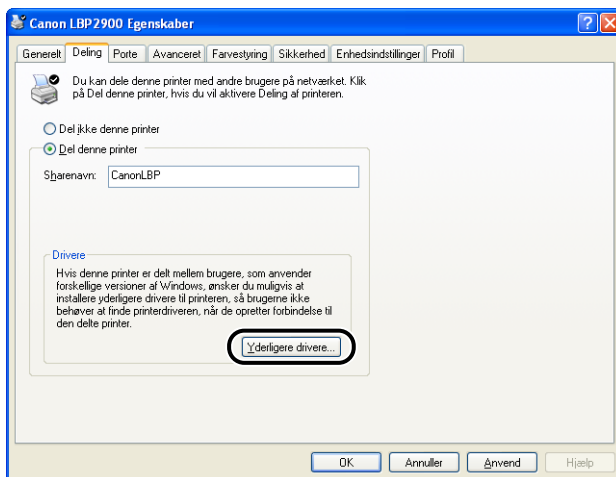 Canon LBP2900 Egenskaber
Generelt Deling Porte Avanceret Farvestyring Sikkerhed Enhedsindstillinger Profil
Du kan dele denne printer med andre brugere på netværket. Klik
på Del denne printer, hvis du vil aktivere Deling af printeren.
Del ikke denne printer
Del denne printer
Sharenavn: CanonLBP
Drivere
Hvis denne printer er delt mellem brugere, som anvender
forskellige versioner af Windows, ønsker du muligvis at
installere yderligere drivere til printeren, så brugerne ikke
behøver at finde printerdriveren, når de opretter forbindelse til
den delte printer.
Yderligere drivere...
OK Annuller Anvend Hjælp